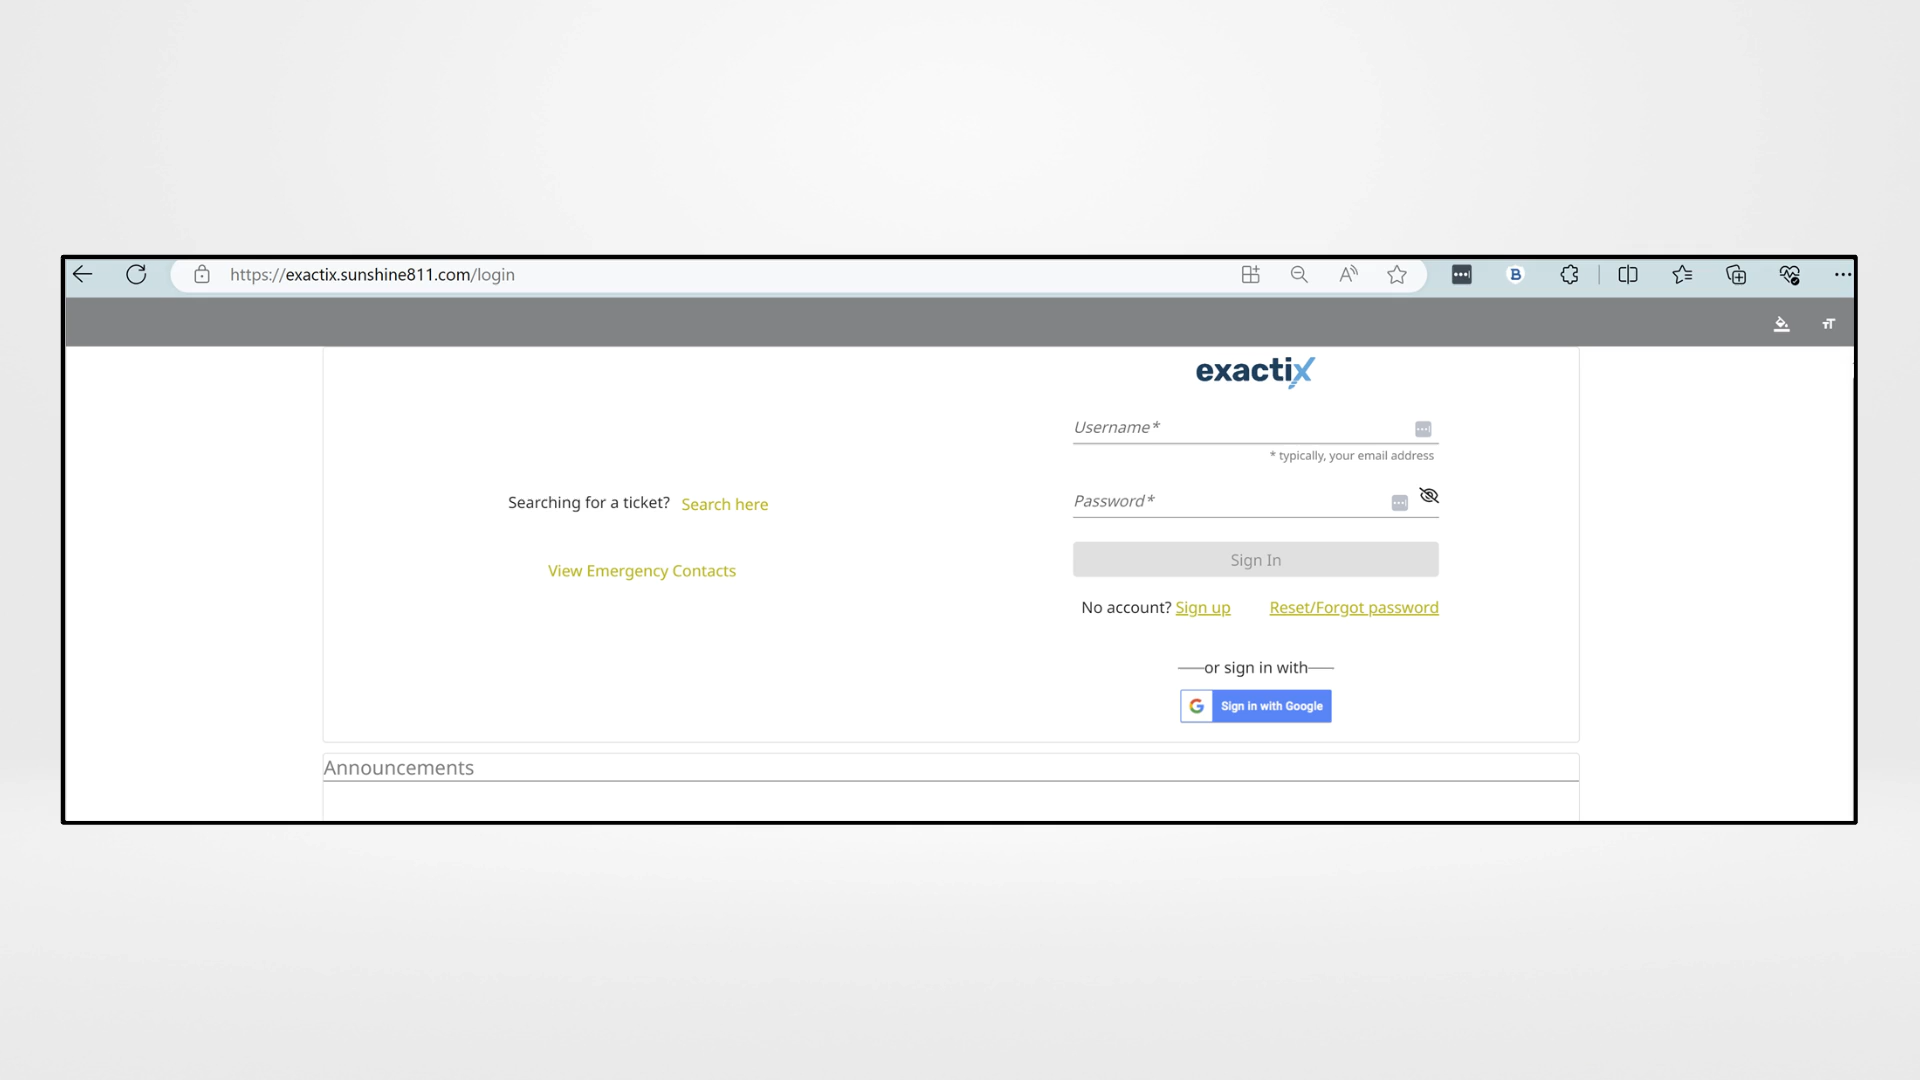 https://exactix.sunshine811.com/login
B
exactix
Username*
* typically, your email address
Searching for a ticket? Search here
Password*
View Emergency Contacts
Sign In
No account? Sign up Reset/Forgot password
or sign in with
Sign in with Google
Announcements